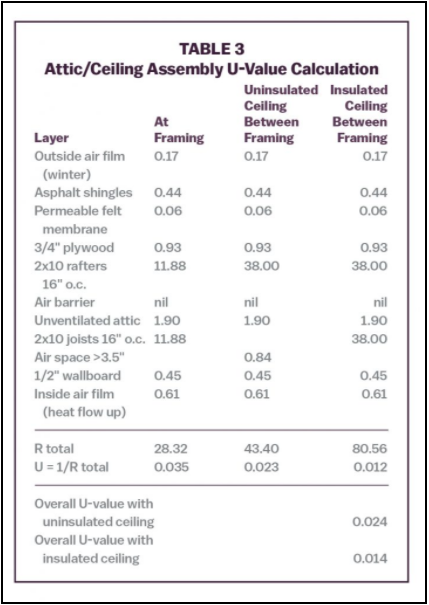 TABLE 3
Attic/Ceiling Assembly U-Value Calculation
Uninsulated Insulated
Ceiling Ceiling
At Between Between
Layer Framing Framing Framing
Outside air film 0.17 0.17 0.17
(winter)
Asphalt shingles 0.44 0.44 0.44
Permeable felt 0.06 0.06 0.06
membrane
3/4" plywood 0.93 0.93 0.93
2x10 rafters 11.88 38.00 38.00
16" o.c.
Air barrier nil nil nil
Unventilated attic 1.90 1.90 1.90
2x10 joists 16" o.c. 11.88 38.00
Air space >3.5" 0.84
1/2" wallboard 0.45 0.45 0.45
Inside air film 0.61 0.61 0.61
(heat flow up)
R total 28.32 43.40 80.56
U = 1/R total 0.035 0.023 0.012
Overall U-value with
uninsulated ceiling 0.024
Overall U-value with
insulated ceiling 0.014